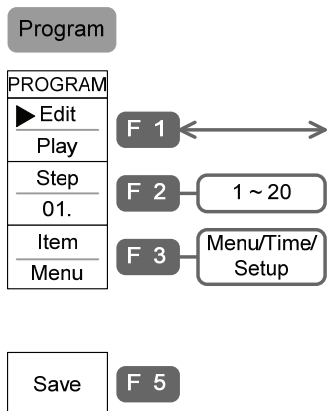 Program
PROGRAM
Edit
Play
F 1
Step
01.
F 2
1 ~ 20
Item
Menu
F 3
Menu/Time/
Setup
Save
F 5